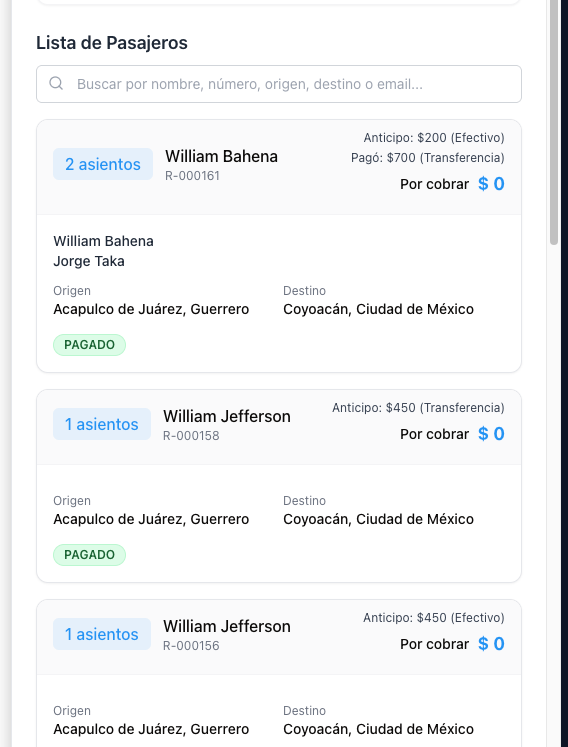 Lista de Pasajeros
Buscar por nombre, número, origen, destino o email...
2 asientos
William Bahena
R-000161
Anticipo: $200 (Efectivo)
Pagó: $700 (Transferencia)
Por cobrar $ 0
William Bahena
Jorge Taka
Origen Destino
Acapulco de Juárez, Guerrero Coyoacán, Ciudad de México
PAGADO
1 asientos
William Jefferson
R-000158
Anticipo: $450 (Transferencia)
Por cobrar $ 0
Origen Destino
Acapulco de Juárez, Guerrero Coyoacán, Ciudad de México
PAGADO
1 asientos
William Jefferson
R-000156
Anticipo: $450 (Efectivo)
Por cobrar $ 0
Origen Destino
Acapulco de Juárez, Guerrero Coyoacán, Ciudad de México